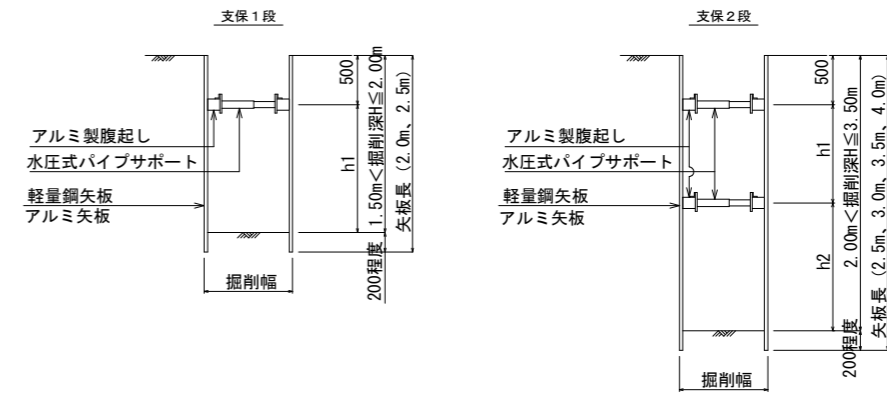 支保１段
500
h1
1.50m＜掘削深H≦2.00m
矢板長（2.0m、2.5m）
アルミ製腹起し
水圧式パイプサポート
軽量鋼矢板
アルミ矢板
200程度
掘削幅
支保２段
500
h1
h2
2.00m＜掘削深H≦3.50m
矢板長（2.5m、3.0m、3.5m、4.0m）
アルミ製腹起し
水圧式パイプサポート
軽量鋼矢板
アルミ矢板
200程度
掘削幅